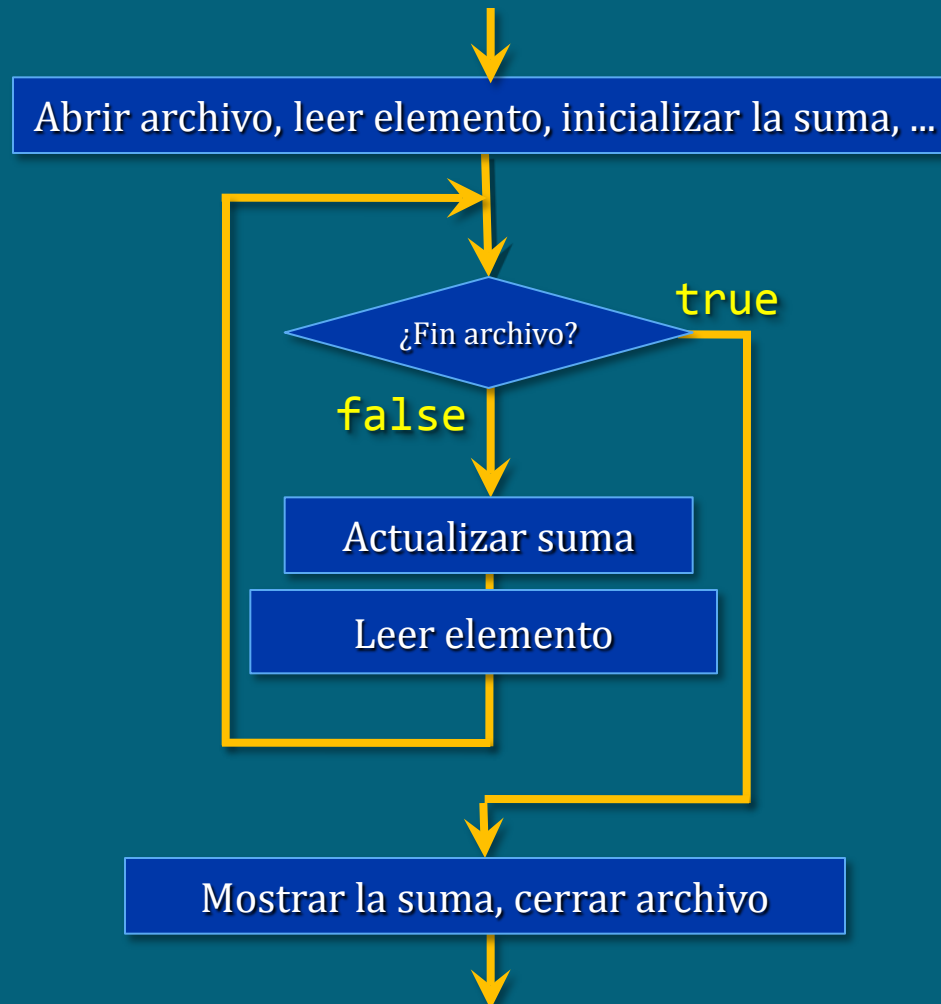 Abrir archivo, leer elemento, inicializar la suma, ...
¿Fin archivo?
true
false
Actualizar suma
Leer elemento
Mostrar la suma, cerrar archivo